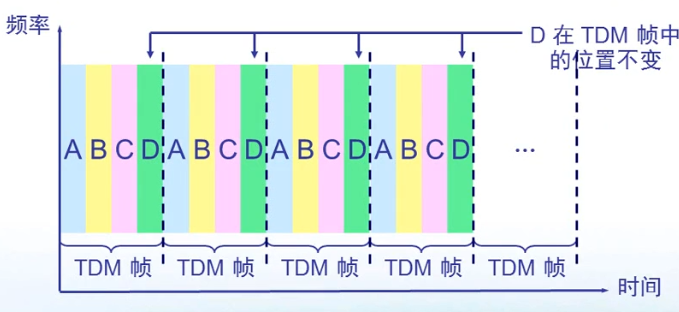 频率
D 在 TDM 帧中
的位置不变
A B C D A B C D A B C D A B C D ...
TDM 帧 TDM 帧 TDM 帧 TDM 帧 TDM 帧
时间